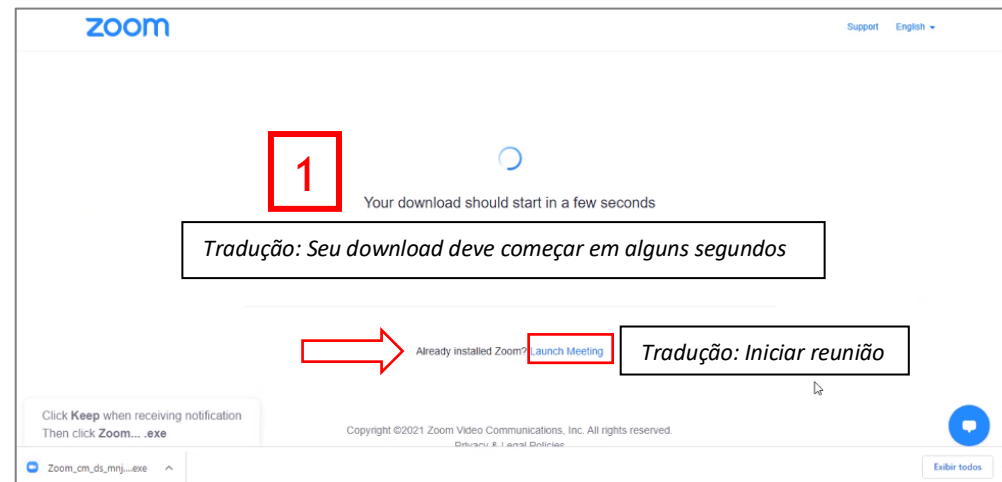 zoom
Support English
1
Your download should start in a few seconds
Tradução: Seu download deve começar em alguns segundos
Already installed Zoom? Launch Meeting
Tradução: Iniciar reunião
Click Keep when receiving notification
Then click Zoom... .exe
Copyright ©2021 Zoom Video Communications, Inc. All rights reserved.
Privacy & Legal Policies
Zoom_cm_ds_mnj....exe
Exibir todos